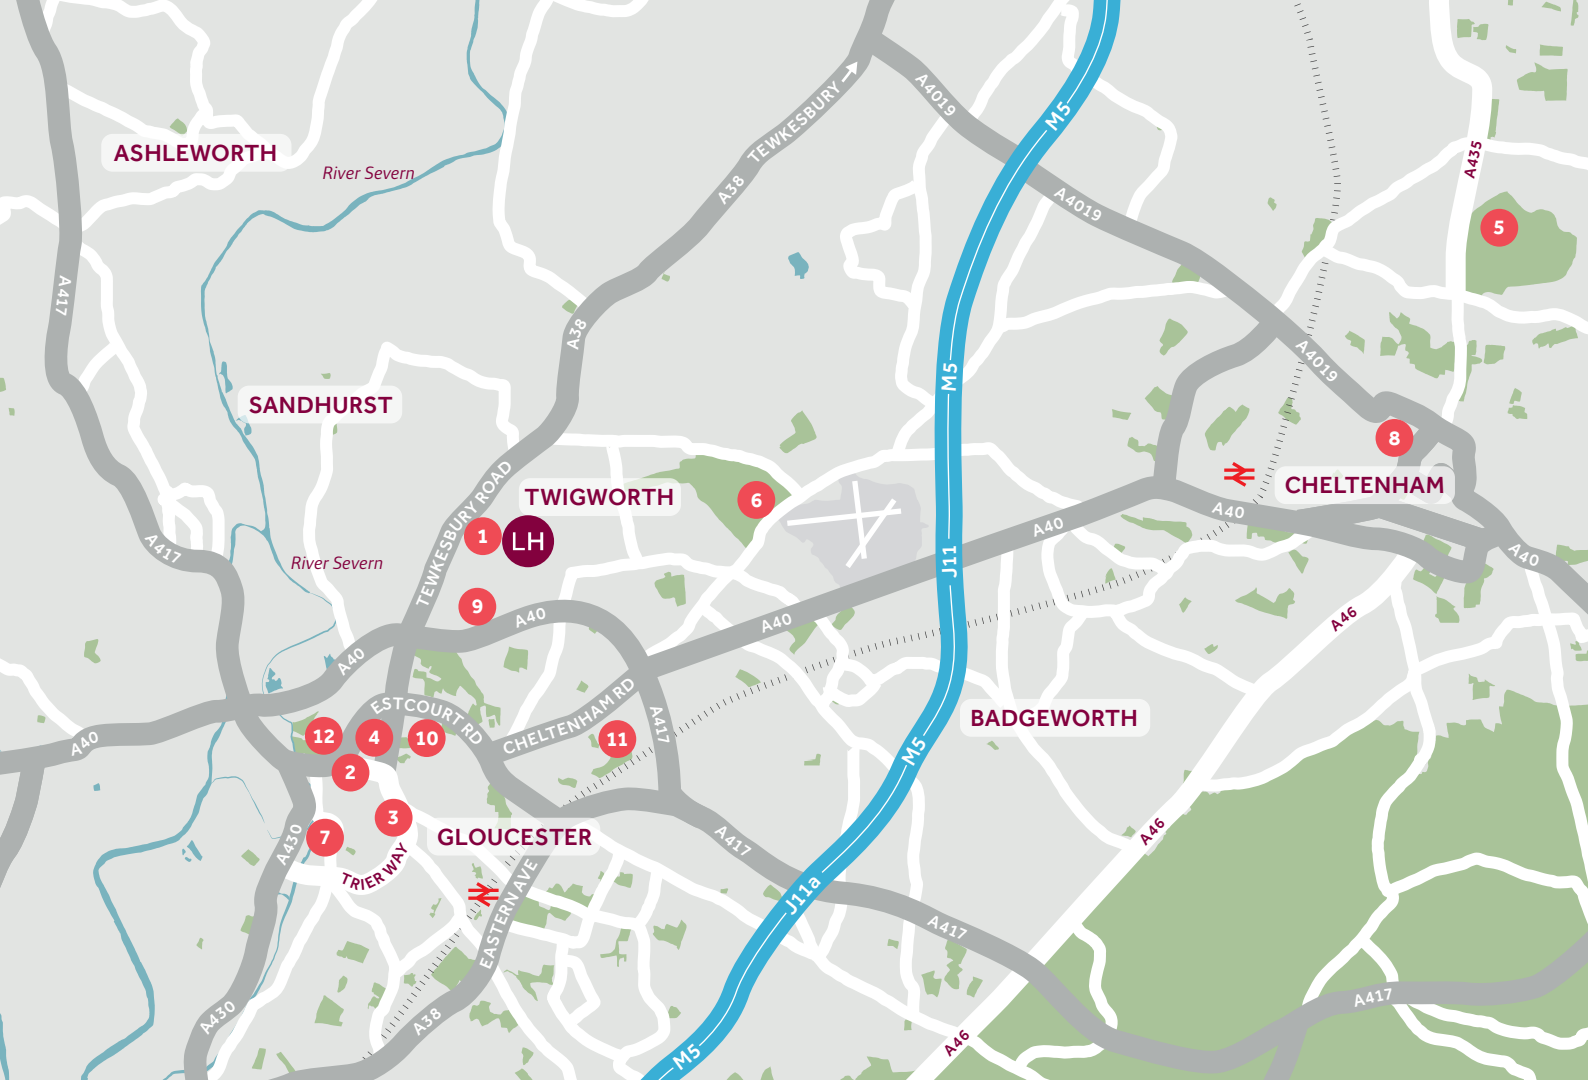 M5
A4019
TEWKESBURY
A435
ASHLEWORTH
River Severn
A38
A4019
5
A417
A38
A4019
M5
SANDHURST
8
TEWKESBURY ROAD
TWIGWORTH
6
CHELTENHAM
A40
A40
1
LH
A417
J11
A40
River Severn
9
A40
A40
A46
A40
CHELTENHAM RD
ESTCOURT RD
A417
BADGEWORTH
A40
12
4
10
11
M5
2
3
7
A430
GLOUCESTER
A417
A46
TRIER WAY
EASTERN AVE
J11a
A417
A417
A430
A38
A46
M5